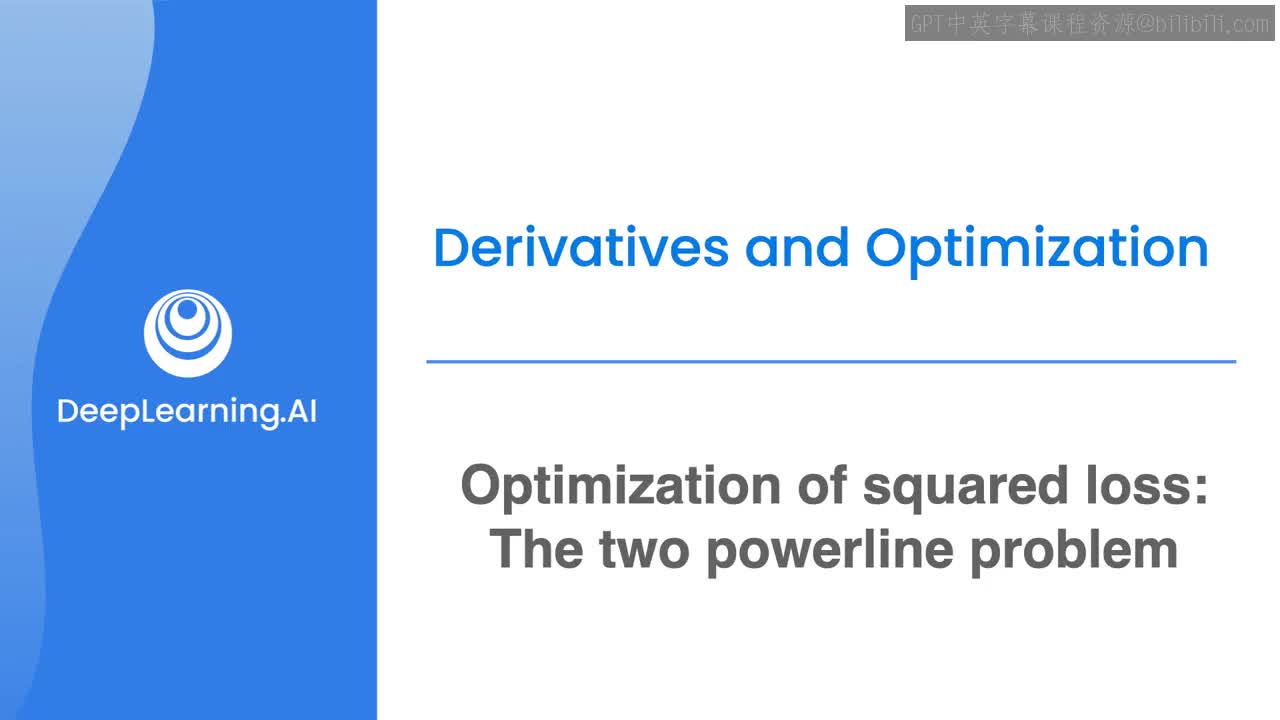 GPT中英字幕课程资源@bilibili.com
Derivatives and Optimization
DeepLearning.AI
Optimization of squared loss:
The two powerline problem